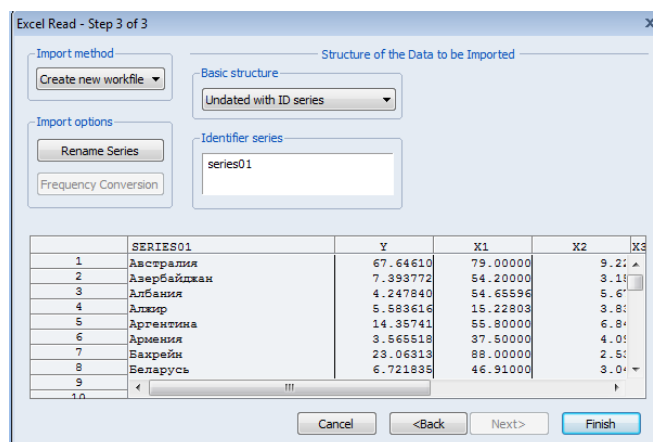 Excel Read - Step 3 of 3
x
Import method
Create new workfile
Import options
Rename Series
Frequency Conversion
Structure of the Data to be Imported
Basic structure
Undated with ID series
Identifier series
series01
SERIES01 Y X1 X2 X3
1 Австралия 67.64610 79.00000 9.22
2 Азербайджан 7.393772 54.20000
3 Албания 4.247840 54.65596
4 Алжир 5.583616 15.22803
5 Аргентина 14.35741 55.80000
6 Армения 3.565518 37.50000
7 Бахрейн 23.06313 88.00000
8 Беларусь 6.721835 46.91000
9
10
Cancel <Back Next> Finish